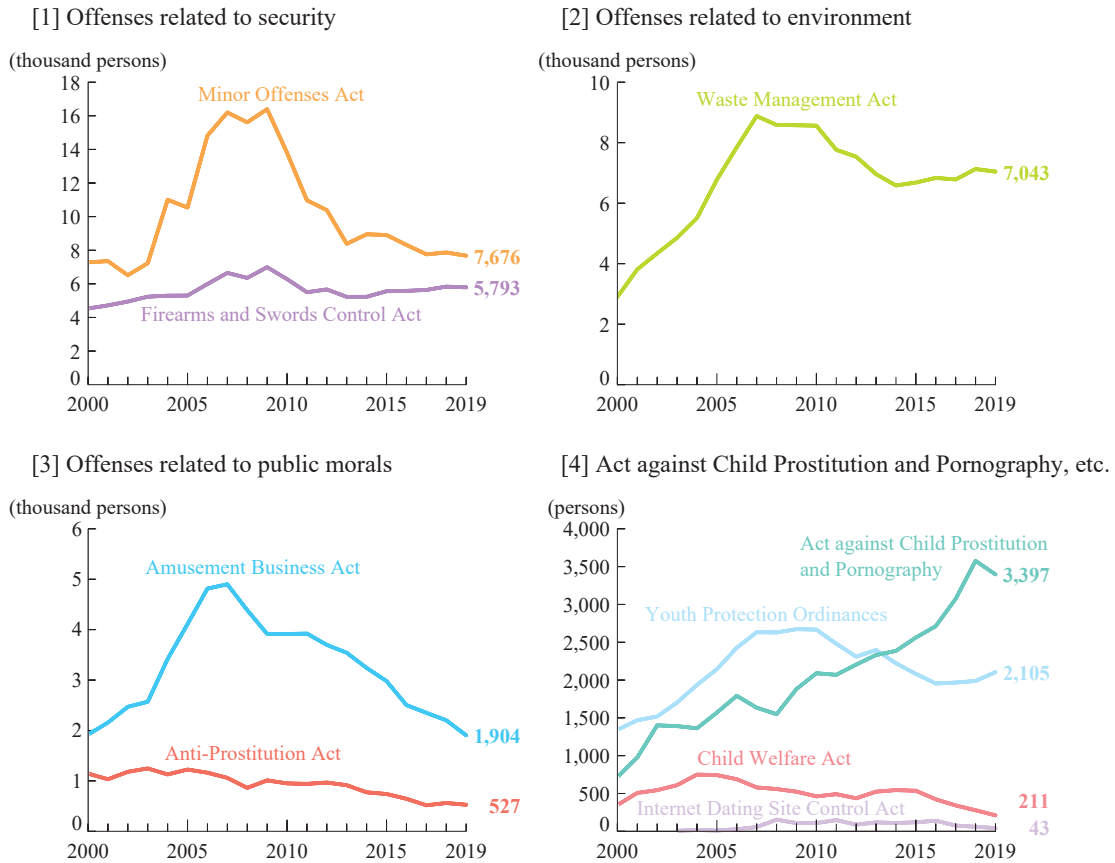 [1] Offenses related to security
(thousand persons)
18
16
14
12
10
8
6
4
2
0
Minor Offenses Act
7,676
5,793
Firearms and Swords Control Act
2000 2005 2010 2015 2019
[2] Offenses related to environment
(thousand persons)
10
8
6
4
2
0
Waste Management Act
7,043
2000 2005 2010 2015 2019
[3] Offenses related to public morals
(thousand persons)
6
5
4
3
2
1
0
Amusement Business Act
1,904
Anti-Prostitution Act
527
2000 2005 2010 2015 2019
[4] Act against Child Prostitution and Pornography, etc.
(persons)
4,000
3,500
3,000
2,500
2,000
1,500
1,000
500
0
Act against Child Prostitution
and Pornography
3,397
Youth Protection Ordinances
2,105
Child Welfare Act
211
Internet Dating Site Control Act
43
2000 2005 2010 2015 2019